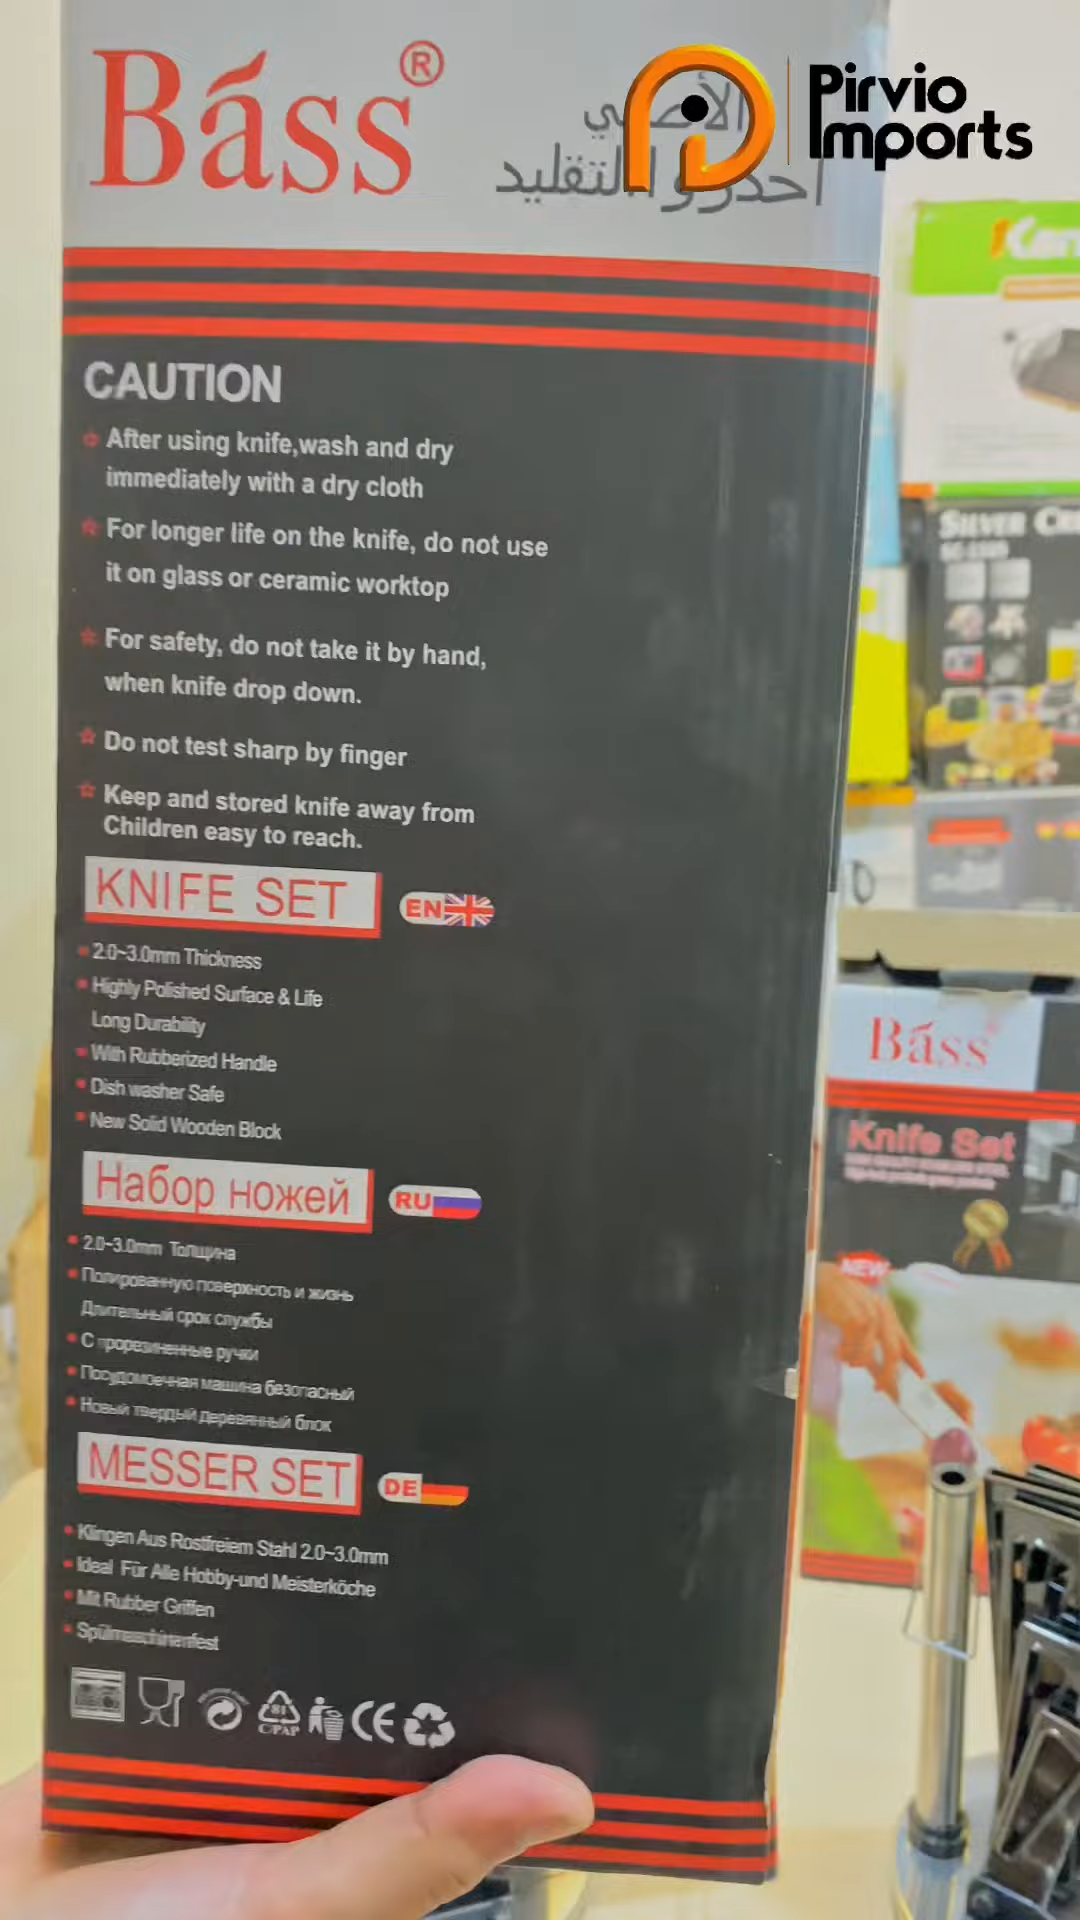 Báss®
الأصلي
احذروا التقليد
Pirvio
Imports
CAUTION
After using knife,wash and dry
immediately with a dry cloth
For longer life on the knife, do not use
it on glass or ceramic worktop
For safety, do not take it by hand,
when knife drop down.
Do not test sharp by finger
Keep and stored knife away from
Children easy to reach.
KNIFE SET
EN
2.0~3.0mm Thickness
Highly Polished Surface & Life
Long Durability
With Rubberized Handle
Dish washer Safe
New Solid Wooden Block
Набор ножей
RU
2.0~3.0mm Толщина
Полированную поверхность и жизнь
Длительный срок службы
С прорезиненные ручки
Посудомоечная машина безопасный
Новый твердый деревянный блок
MESSER SET
DE
Klingen Aus Rostfreiem Stahl 2.0~3.0mm
Ideal Für Alle Hobby-und Meisterköche
Mit Rubber Griffen
Spülmaschinenfest
81
C/PAP
CE
SILVER
Báss
Knife Set
NEW